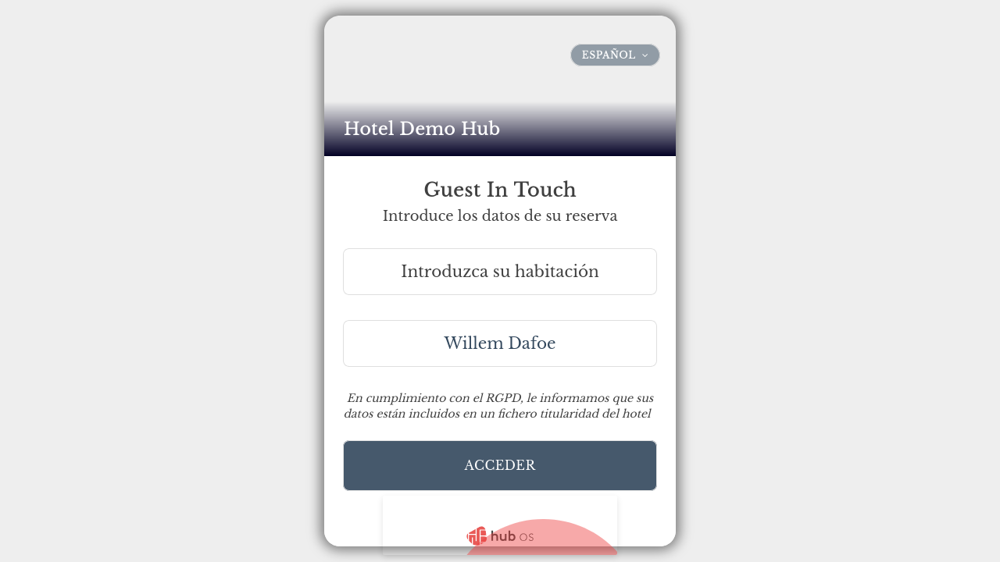 ESPAÑOL
Hotel Demo Hub
Guest In Touch
Introduce los datos de su reserva
Introduzca su habitación
Willem Dafoe
En cumplimiento con el RGPD, le informamos que sus
datos están incluidos en un fichero titularidad del hotel
ACCEDER
hub OS